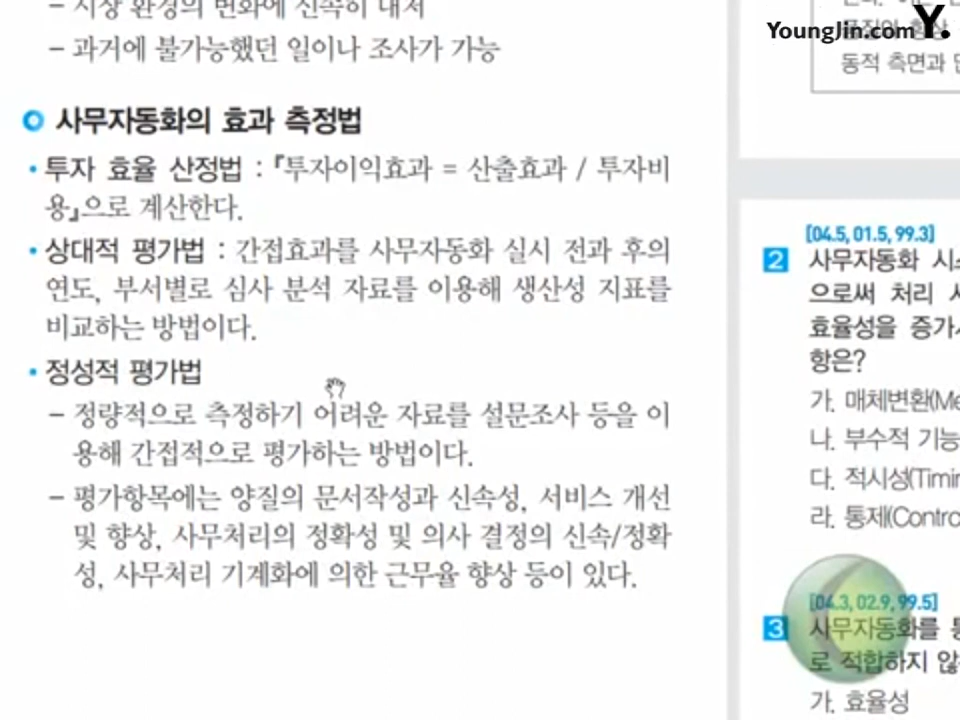 – 시장 환경의 변화에 신속히 대처
– 과거에 불가능했던 일이나 조사가 가능
사무자동화의 효과 측정법
• 투자 효율 산정법 : 『투자이익효과 = 산출효과 / 투자비
용』으로 계산한다.
• 상대적 평가법 : 간접효과를 사무자동화 실시 전과 후의
연도, 부서별로 심사 분석 자료를 이용해 생산성 지표를
비교하는 방법이다.
• 정성적 평가법
– 정량적으로 측정하기 어려운 자료를 설문조사 등을 이
용해 간접적으로 평가하는 방법이다.
– 평가항목에는 양질의 문서작성과 신속성, 서비스 개선
및 향상, 사무처리의 정확성 및 의사 결정의 신속/정확
성, 사무처리 기계화에 의한 근무율 향상 등이 있다.
YoungJin.com Y.
동적 측면과
[04.5, 01.5, 99.3]
2 사무자동화
으로써 처리
효율성을
항은?
가. 매체변환
나. 부수적 기능
다. 적시성
라. 통제
[04.3, 02.9, 99.5]
3 사무자동화를
로 적합하지
가. 효율성